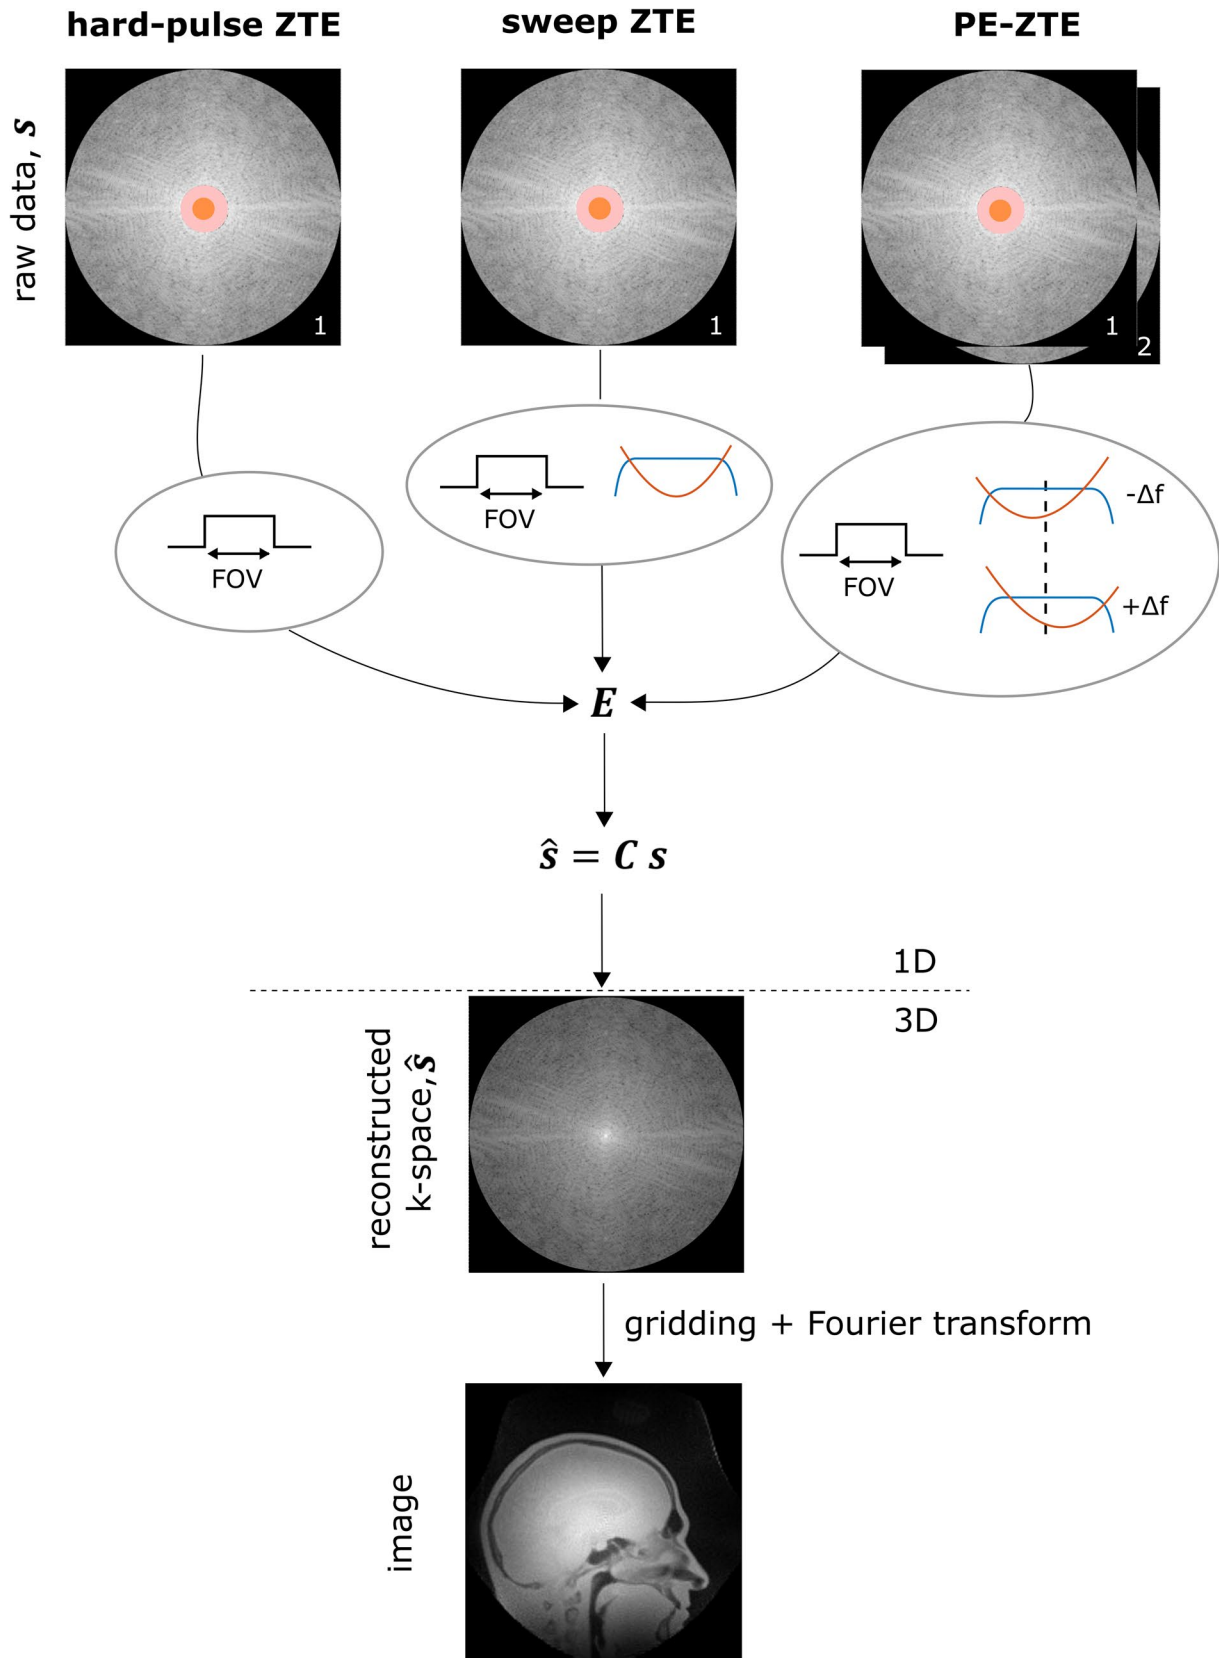 hard-pulse ZTE
sweep ZTE
PE-ZTE
raw data, s
1
1
1
2
FOV
FOV
FOV
-Δf
+Δf
E
ŝ = C s
1D
3D
reconstructed
k-space, ŝ
gridding + Fourier transform
image